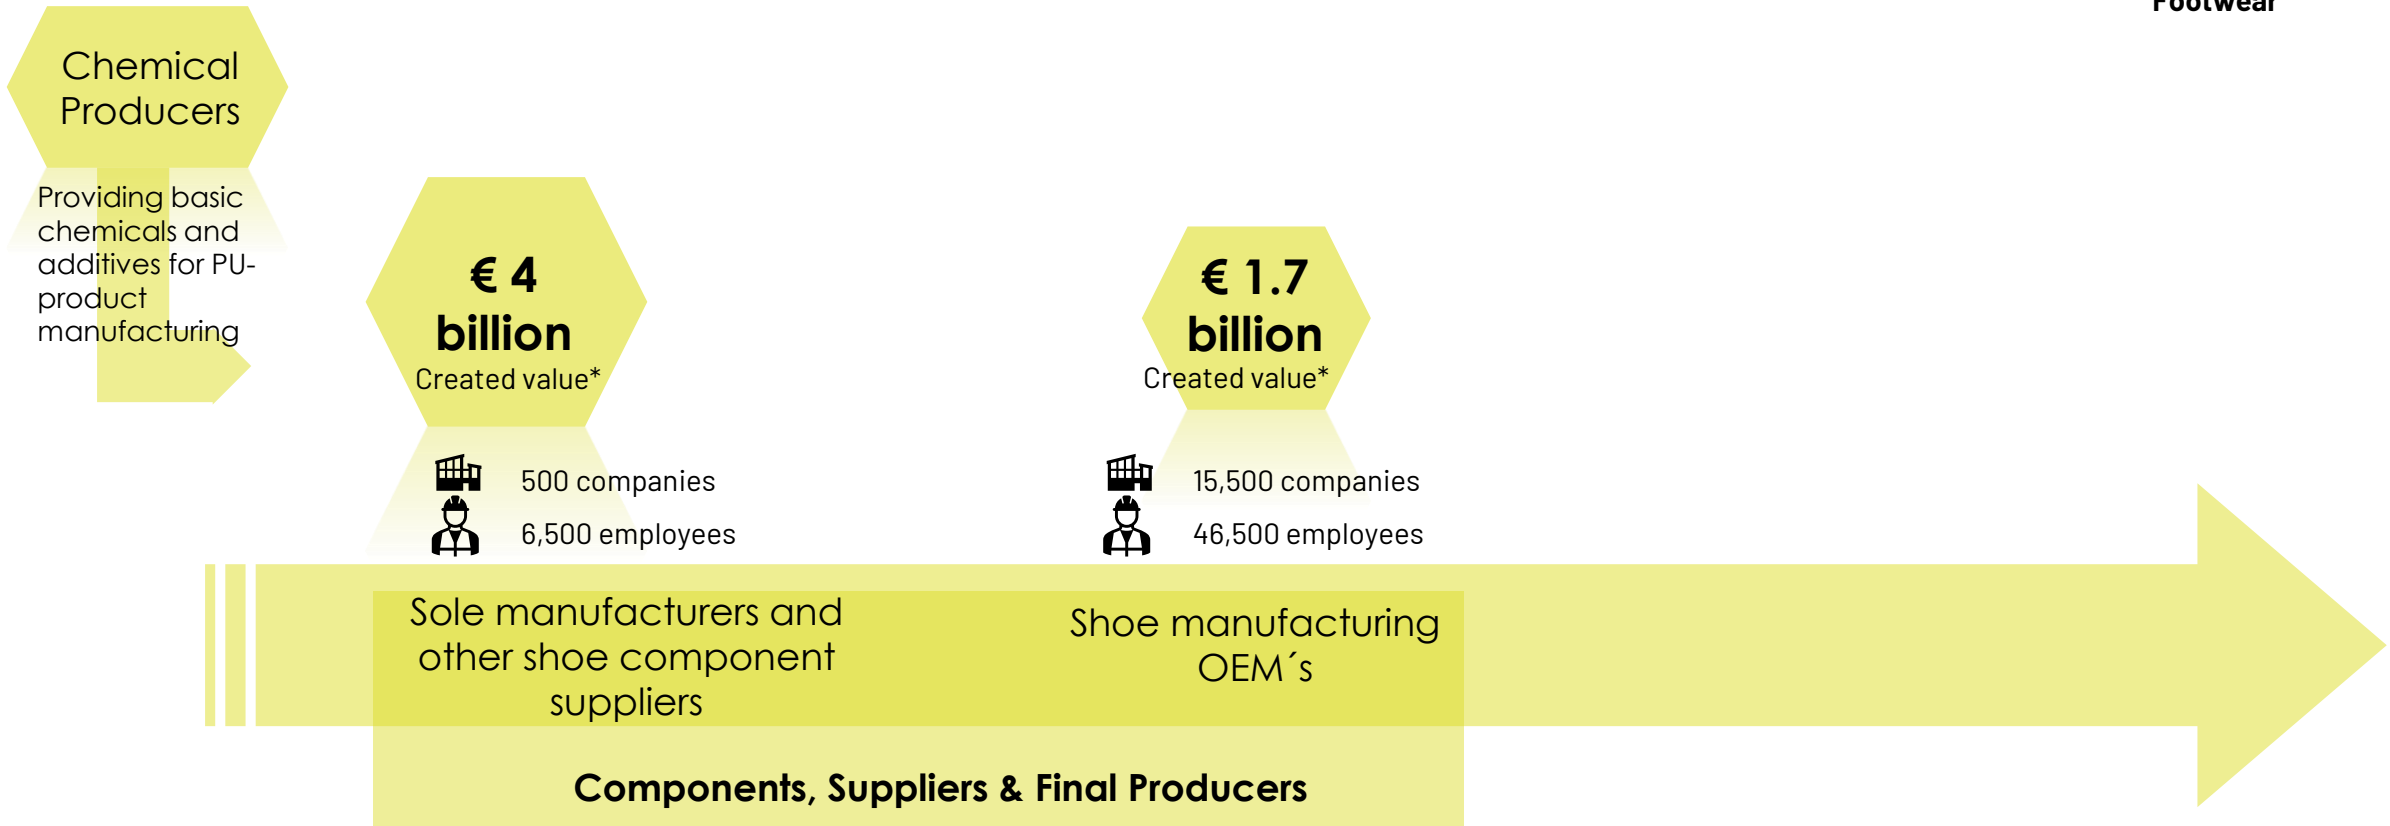 Footwear
Chemical
Producers
Providing basic
chemicals and
additives for PU-
product
manufacturing
€ 4
billion
Created value*
500 companies
6,500 employees
€ 1.7
billion
Created value*
15,500 companies
46,500 employees
Sole manufacturers and
other shoe component
suppliers
Shoe manufacturing
OEM´s
Components, Suppliers & Final Producers